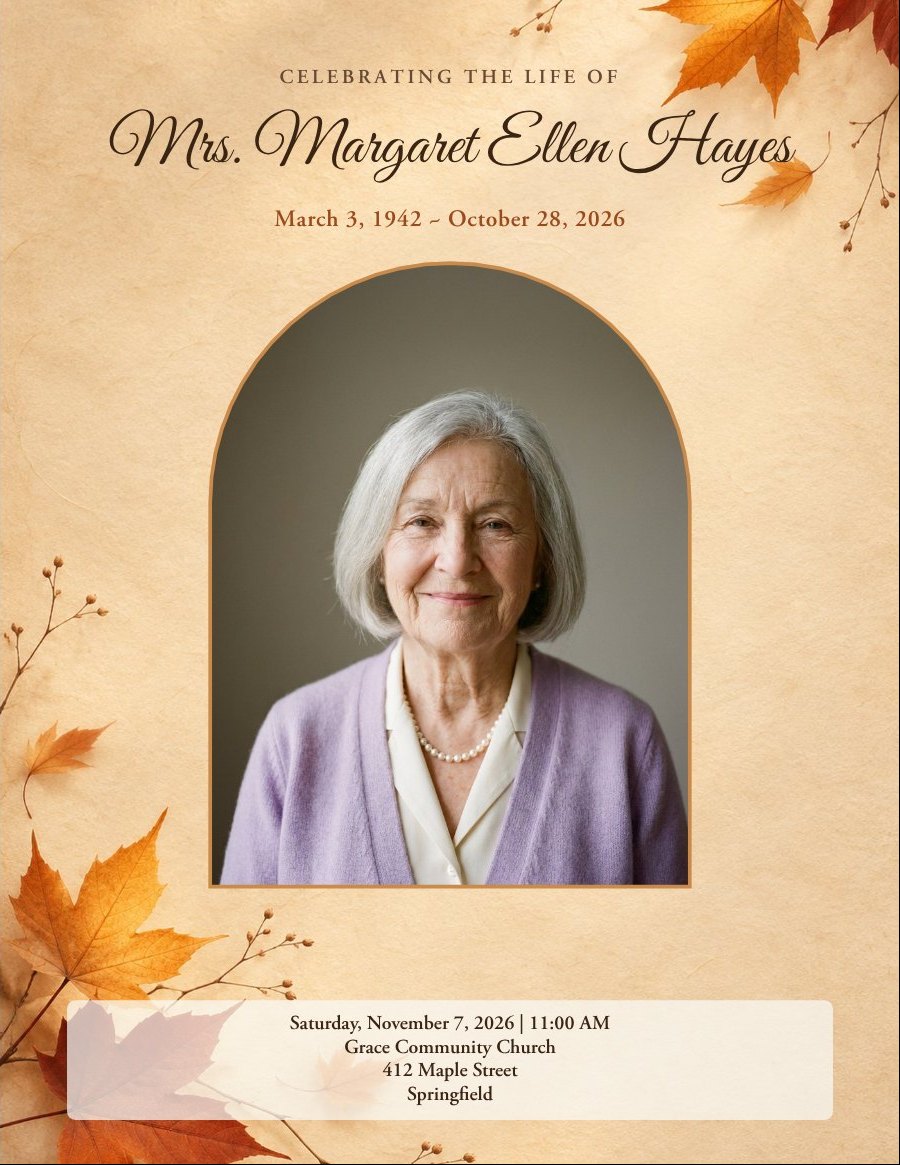 CELEBRATING THE LIFE OF
Mrs. Margaret Ellen Hayes
March 3, 1942 ~ October 28, 2026
Saturday, November 7, 2026 | 11:00 AM
Grace Community Church
412 Maple Street
Springfield